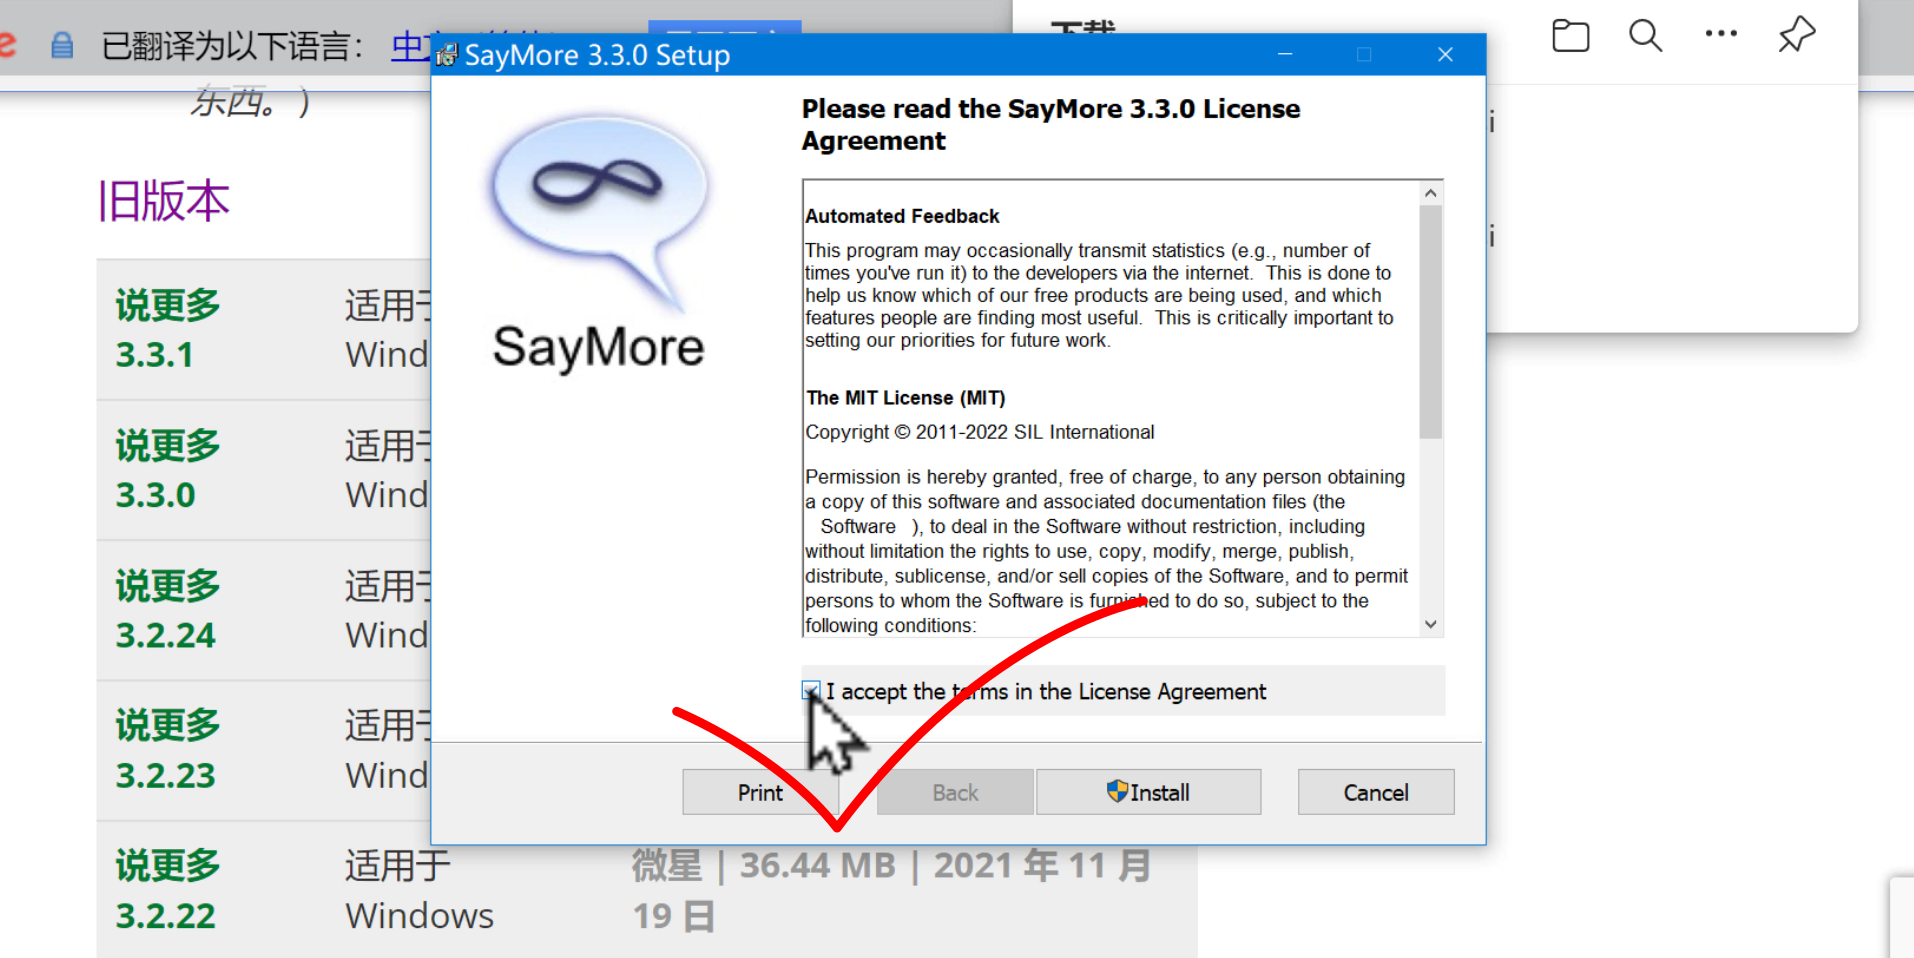 已翻译为以下语言：
东西。）
旧版本
说更多
3.3.1
适用于
Wind
说更多
3.3.0
适用于
Wind
说更多
3.2.24
适用于
Wind
说更多
3.2.23
适用于
Wind
说更多
3.2.22
适用于
Windows
微星 | 36.44 MB | 2021 年 11 月
19 日
下载
SayMore 3.3.0 Setup
SayMore
Please read the SayMore 3.3.0 License
Agreement
Automated Feedback
This program may occasionally transmit statistics (e.g., number of
times you've run it) to the developers via the internet.  This is done to
help us know which of our free products are being used, and which
features people are finding most useful.  This is critically important to
setting our priorities for future work.
The MIT License (MIT)
Copyright © 2011-2022 SIL International
Permission is hereby granted, free of charge, to any person obtaining
a copy of this software and associated documentation files (the
Software   ), to deal in the Software without restriction, including
without limitation the rights to use, copy, modify, merge, publish,
distribute, sublicense, and/or sell copies of the Software, and to permit
persons to whom the Software is furnished to do so, subject to the
following conditions:
I accept the terms in the License Agreement
Print
Back
Install
Cancel